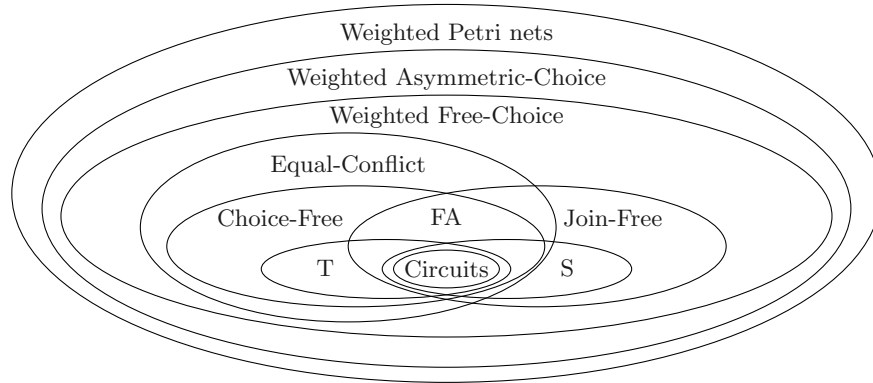 Weighted Petri nets
Weighted Asymmetric-Choice
Weighted Free-Choice
Equal-Conflict
Choice-Free
FA
Join-Free
T
Circuits
S